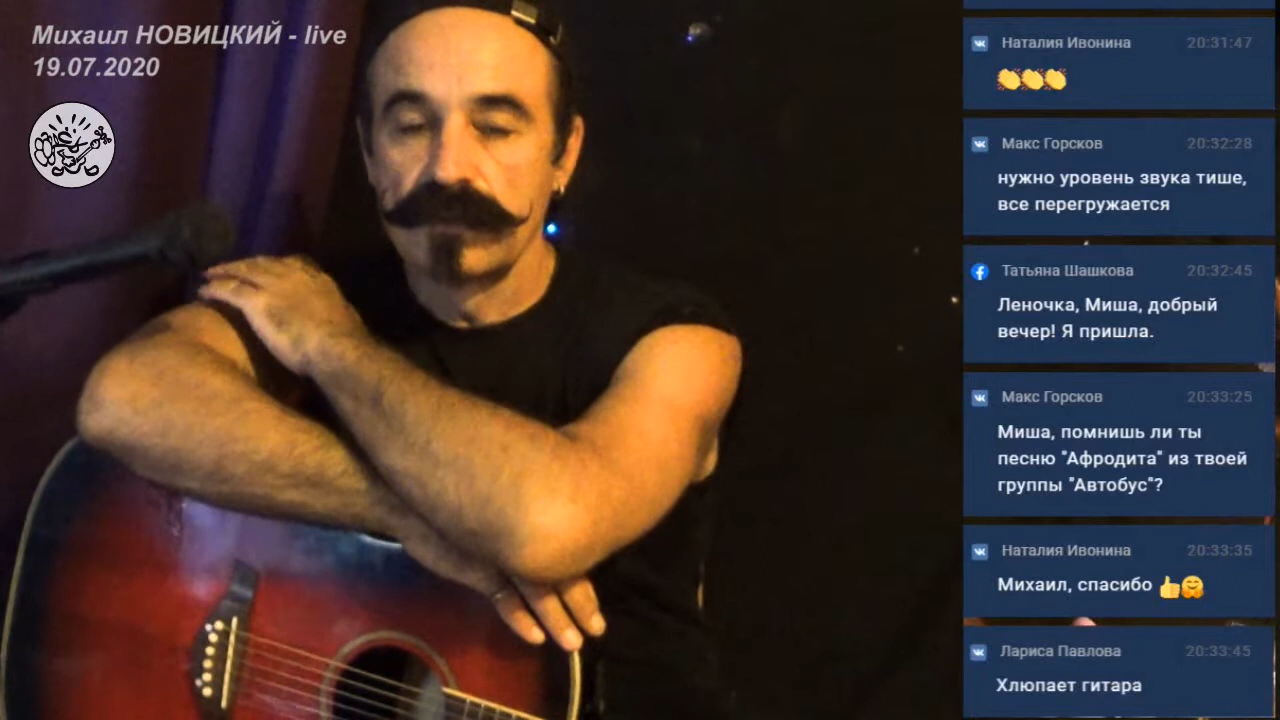 Михаил НОВИЦКИЙ - live
19.07.2020
Наталия Ивонина 20:31:47
👏👏👏
Макс Горсков 20:32:28
нужно уровень звука тише,
все перегружается
Татьяна Шашкова 20:32:45
Леночка, Миша, добрый
вечер! Я пришла.
Макс Горсков 20:33:25
Миша, помнишь ли ты
песню "Афродита" из твоей
группы "Автобус"?
Наталия Ивонина 20:33:35
Михаил, спасибо 👍🤗
Лариса Павлова 20:33:45
Хлюпает гитара